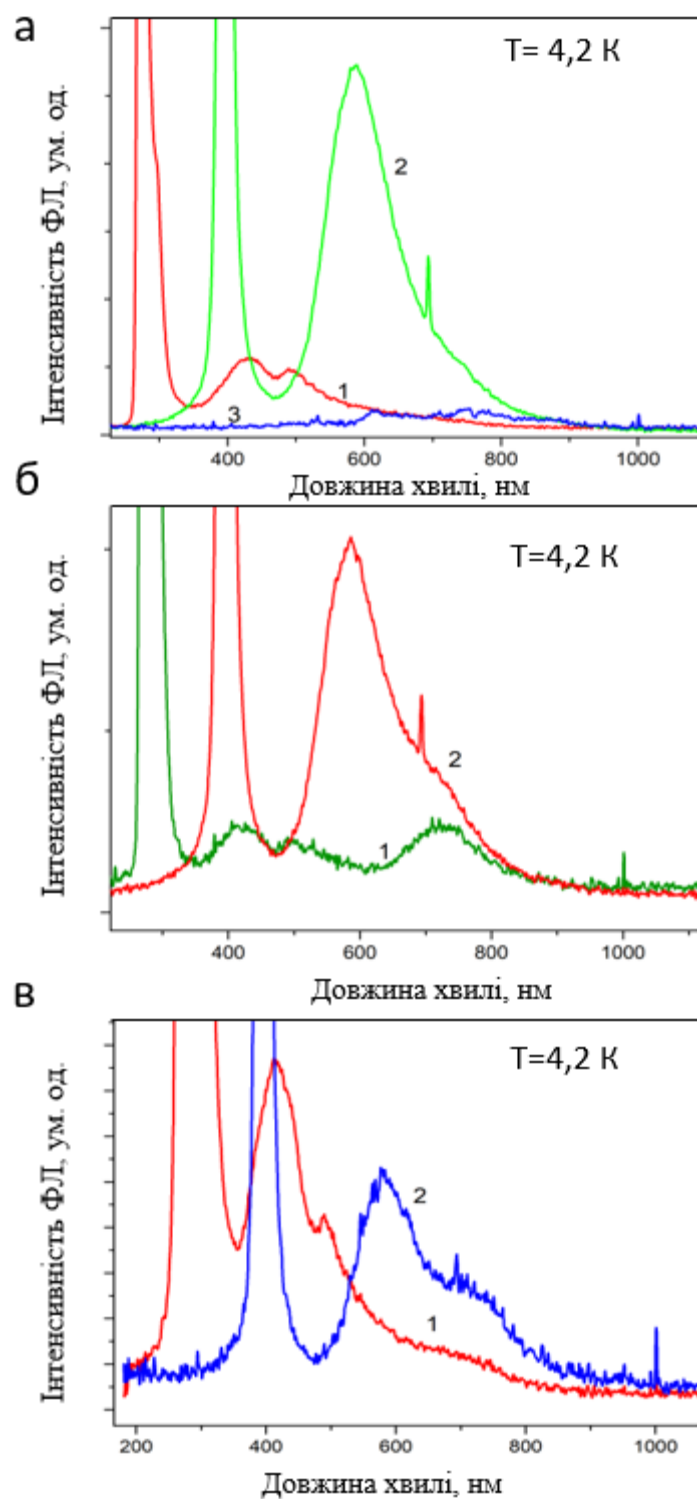 а
Т= 4,2 К
Інтенсивність ФЛ, ум. од.
2
1
3
400
600
800
1000
Довжина хвилі, нм
б
Т=4,2 К
Інтенсивність ФЛ, ум. од.
2
1
400
600
800
1000
Довжина хвилі, нм
в
Т=4,2 К
Інтенсивність ФЛ, ум. од.
2
1
200
400
600
800
1000
Довжина хвилі, нм